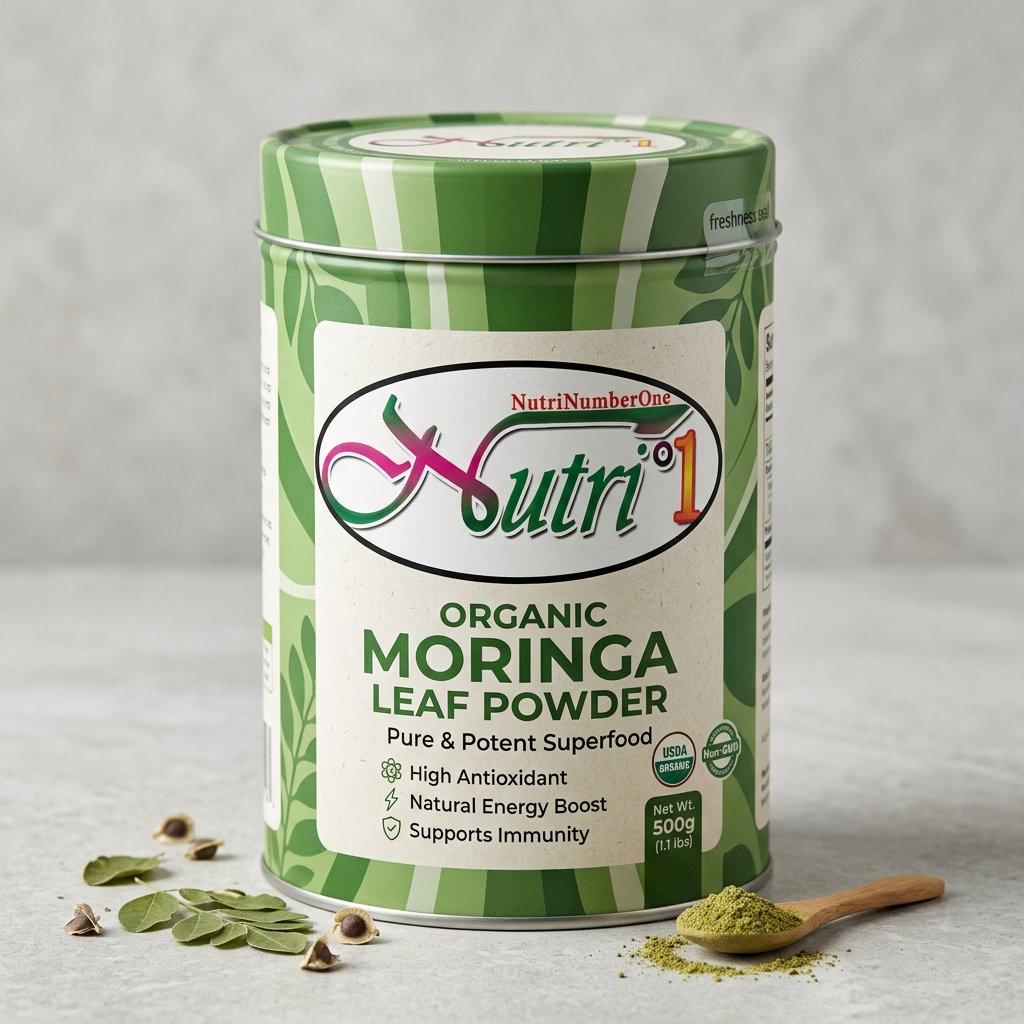 Nutri°1
freshness seal
NutriNumberOne
Nutri°1
ORGANIC
MORINGA
LEAF POWDER
Pure & Potent Superfood
High Antioxidant
Natural Energy Boost
Supports Immunity
USDA
Non-GMO
Net Wt.
500g
(1.1 lbs)